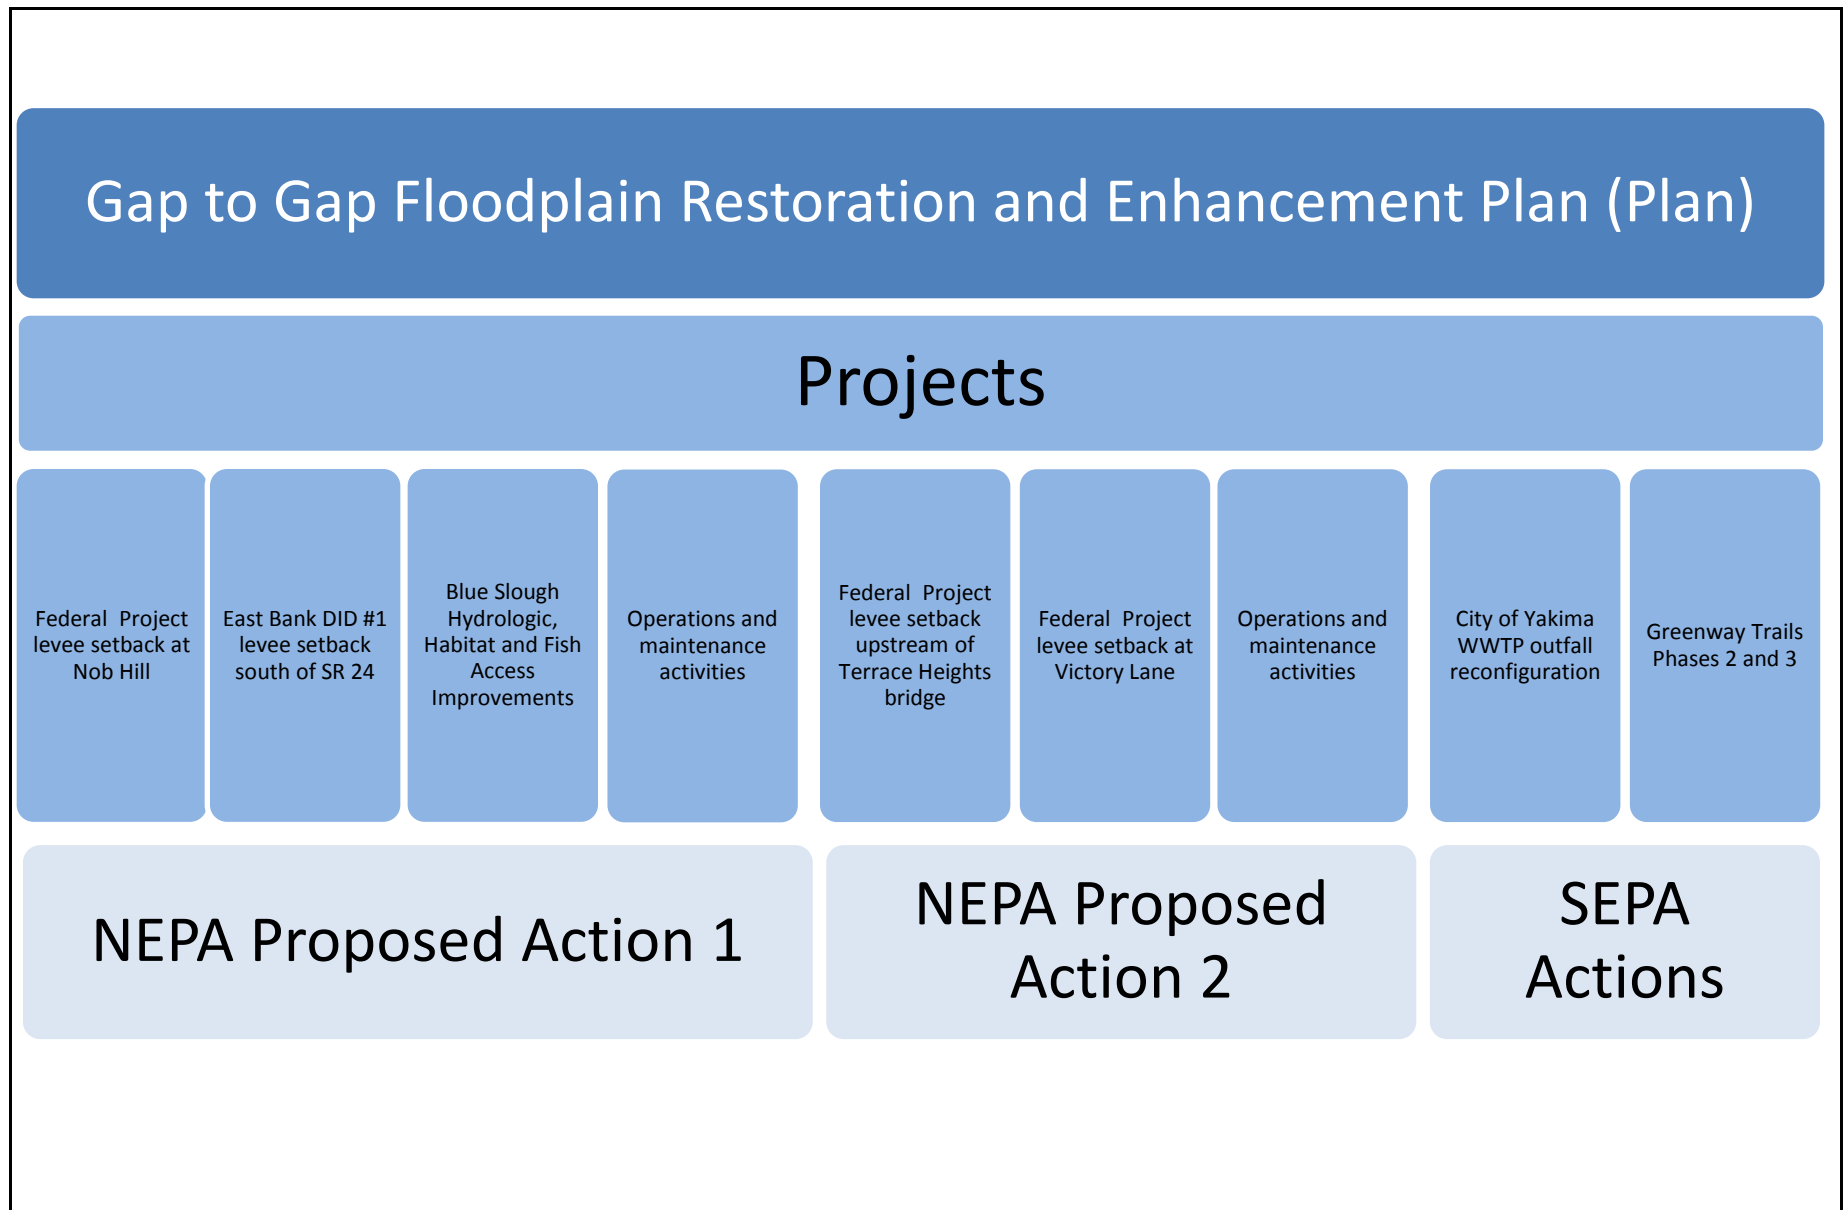 Gap to Gap Floodplain Restoration and Enhancement Plan (Plan)
Projects
Federal Project
levee setback at
Nob Hill
East Bank DID #1
levee setback
south of SR 24
Blue Slough
Hydrologic,
Habitat and Fish
Access
Improvements
Operations and
maintenance
activities
Federal Project
levee setback
upstream of
Terrace Heights
bridge
Federal Project
levee setback at
Victory Lane
Operations and
maintenance
activities
City of Yakima
WWTP outfall
reconfiguration
Greenway Trails
Phases 2 and 3
NEPA Proposed Action 1
NEPA Proposed
Action 2
SEPA
Actions